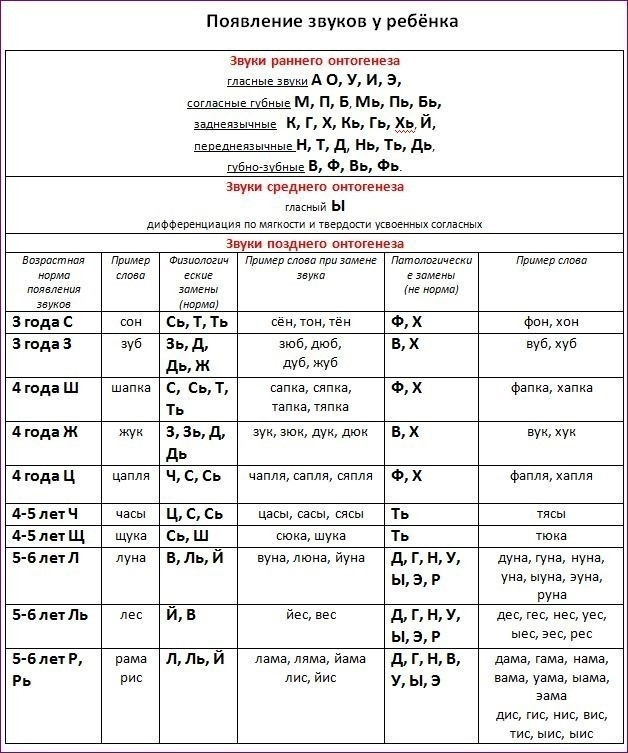 Появление звуков у ребёнка
Звуки раннего онтогенеза
гласные звуки А О, У, И, Э,
согласные губные М, П, Б, Мь, Пь, Бь,
заднеязычные К, Г, Х, Кь, Гь, Хь, Й,
переднеязычные Н, Т, Д, Нь, Ть, Дь,
губно-зубные В, Ф, Вь, Фь.
Звуки среднего онтогенеза
гласный Ы
дифференциация по мягкости и твердости усвоенных согласных
Звуки позднего онтогенеза
Возрастная норма появления звуков | Пример слова | Физиологические замены (норма) | Пример слова при замене звука | Патологические замены (не норма) | Пример слова
3 года С | сон | Сь, Т, Ть | сён, тон, тён | Ф, Х | фон, хон
3 года З | зуб | Зь, Д, Дь, Ж | зюб, дюб, дуб, жуб | В, Х | вуб, хуб
4 года Ш | шапка | С, Сь, Т, Ть | сапка, сяпка, тапка, тяпка | Ф, Х | фапка, хапка
4 года Ж | жук | З, Зь, Д, Дь | зук, зюк, дук, дюк | В, Х | вук, хук
4 года Ц | цапля | Ч, С, Сь | чапля, сапля, сяпля | Ф, Х | фапля, хапля
4-5 лет Ч | часы | Ц, С, Сь | цасы, сасы, сясы | Ть | тясы
4-5 лет Щ | щука | Сь, Ш | сюка, шука | Ть | тюка
5-6 лет Л | луна | В, Ль, Й | вуна, люна, йуна | Д, Г, Н, У, Ы, Э, Р | дуна, гуна, нуна, уна, ыуна, эуна, руна
5-6 лет Ль | лес | Й, В | йес, вес | Д, Г, Н, У, Ы, Э, Р | дес, гес, нес, уес, ыес, эес, рес
5-6 лет Р, Рь | рама рис | Л, Ль, Й | лама, ляма, йама лис, йис | Д, Г, Н, В, У, Ы, Э | дама, гама, нама, вама, уама, ыама, эама дис, гис, нис, вис, тис, ыис, ыис